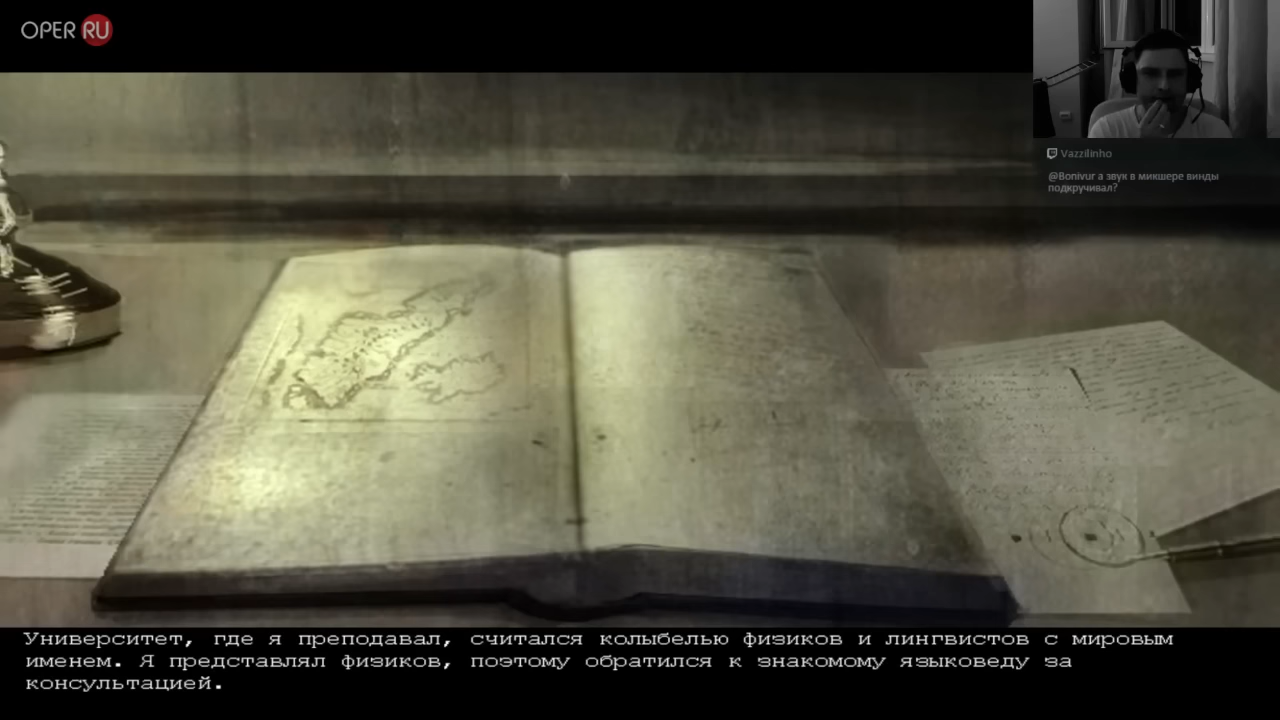 OPER RU
Vazzilinho
@Bonivur а звук в микшере винды
подкручивал?
Университет, где я преподавал, считался колыбелью физиков и лингвистов с мировым
именем. Я представлял физиков, поэтому обратился к знакомому языковеду за
консультацией.